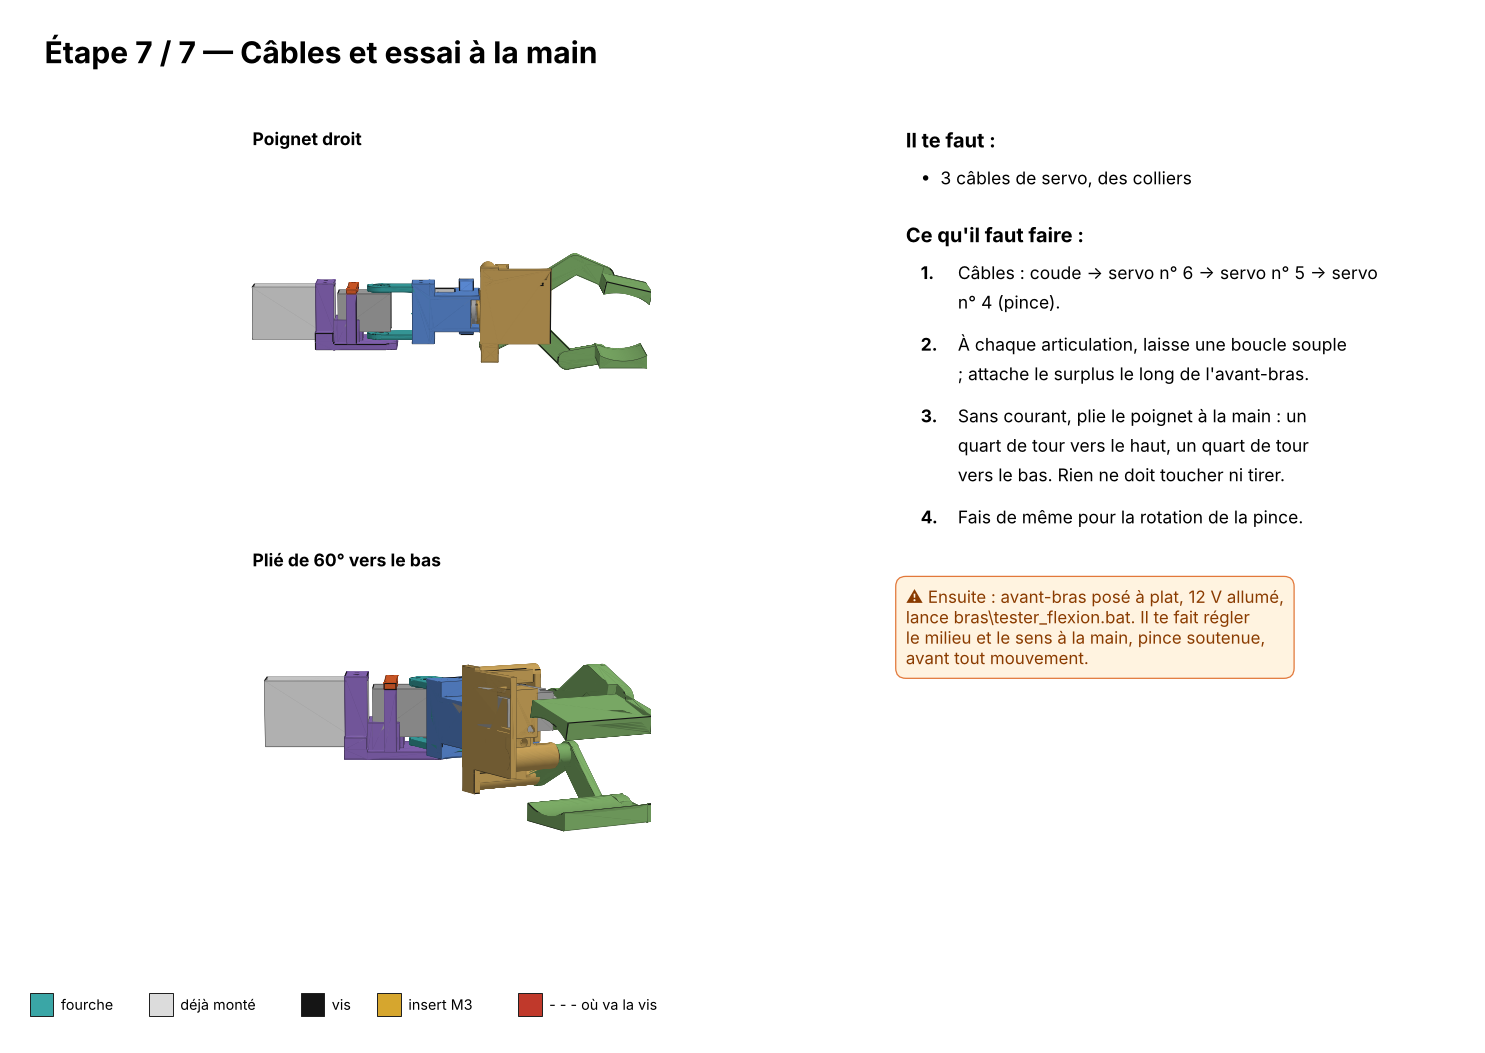 Étape 7 / 7 — Câbles et essai à la main
Poignet droit
Plié de 60° vers le bas
Il te faut :
• 3 câbles de servo, des colliers
Ce qu'il faut faire :
1. Câbles : coude → servo n° 6 → servo n° 5 → servo
n° 4 (pince).
2. À chaque articulation, laisse une boucle souple
; attache le surplus le long de l'avant-bras.
3. Sans courant, plie le poignet à la main : un
quart de tour vers le haut, un quart de tour
vers le bas. Rien ne doit toucher ni tirer.
4. Fais de même pour la rotation de la pince.
⚠ Ensuite : avant-bras posé à plat, 12 V allumé,
lance bras\tester_flexion.bat. Il te fait régler
le milieu et le sens à la main, pince soutenue,
avant tout mouvement.
fourche déjà monté vis insert M3 - - - où va la vis